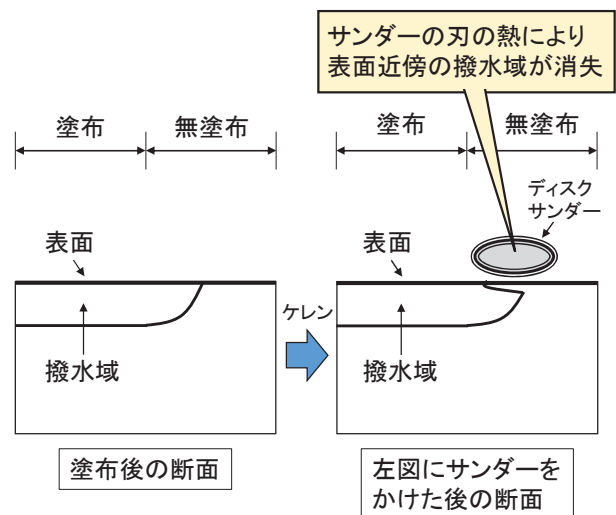 サンダーの刃の熱により
表面近傍の撥水域が消失
塗布
無塗布
塗布
無塗布
ディスク
サンダー
表面
表面
ケレン
撥水域
撥水域
塗布後の断面
左図にサンダーを
かけた後の断面